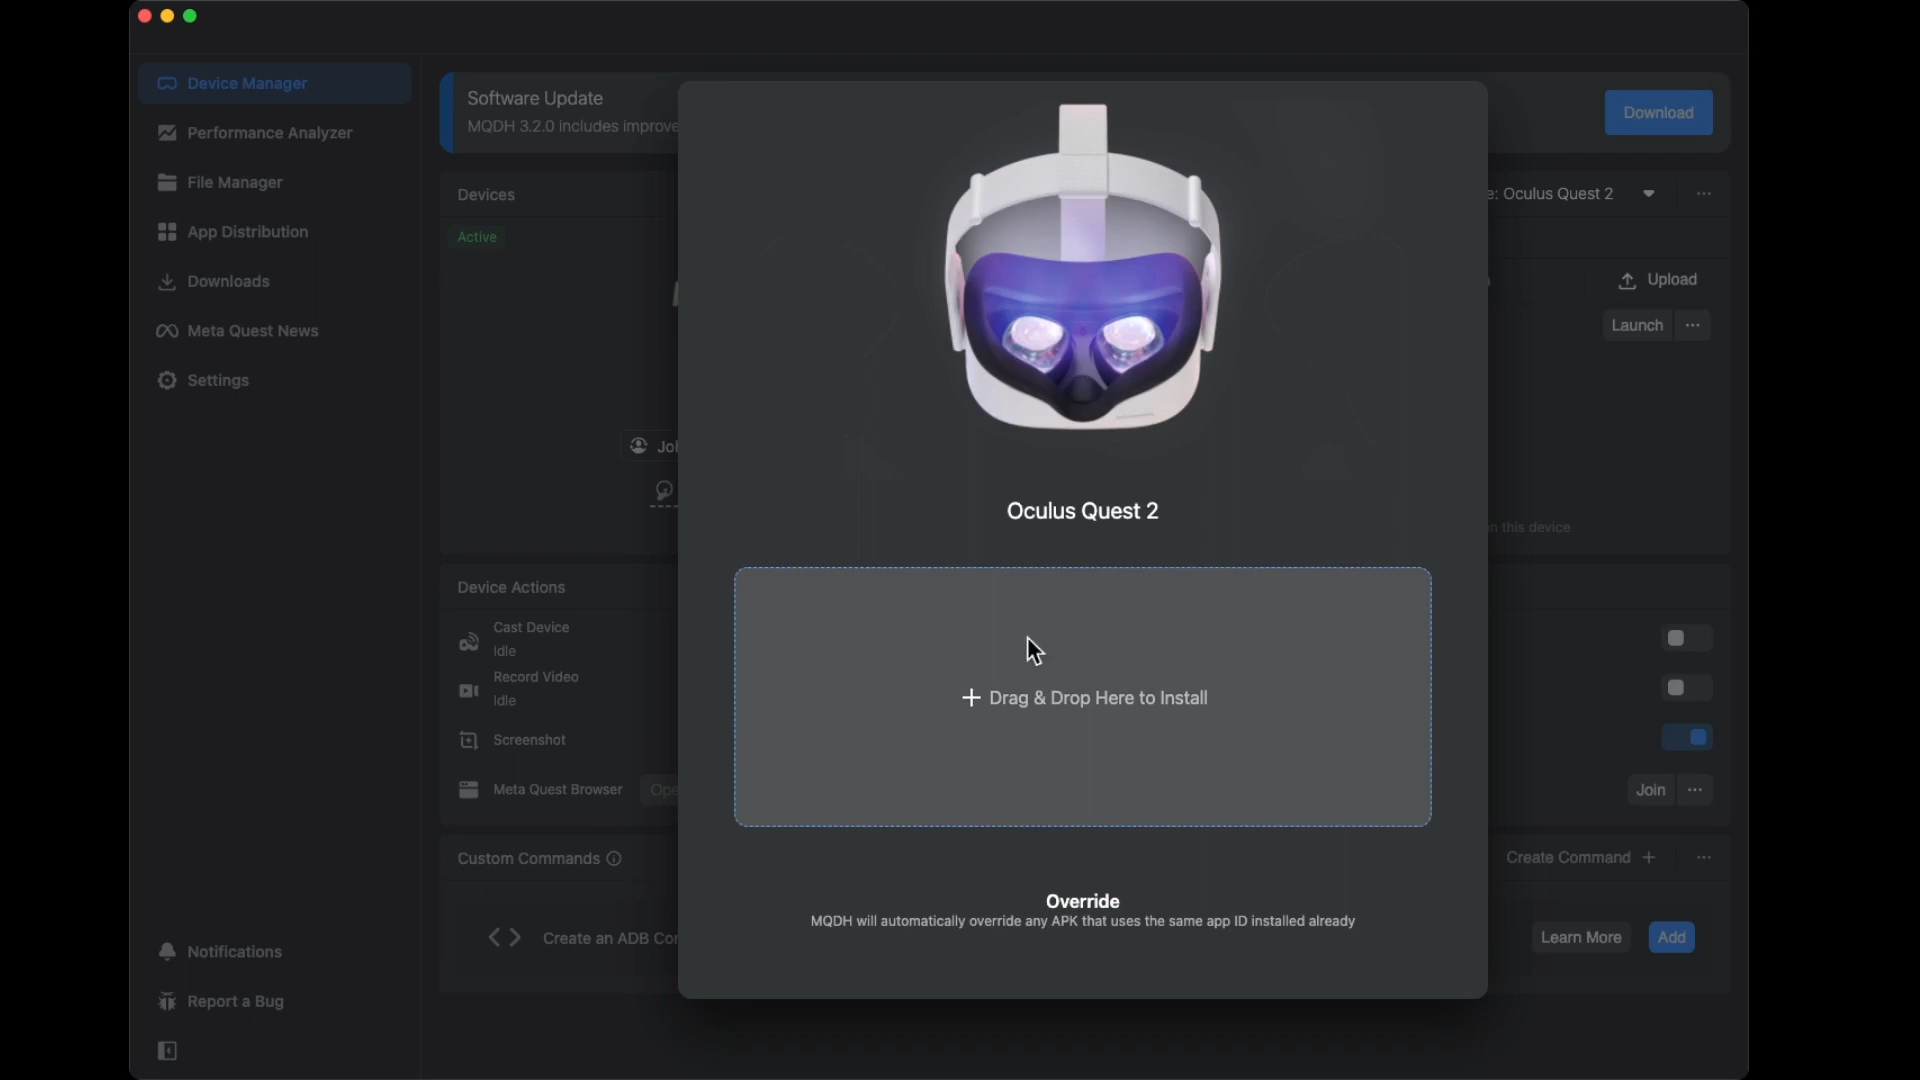 Device Manager
Performance Analyzer
File Manager
App Distribution
Downloads
Meta Quest News
Settings
Notifications
Report a Bug
Software Update
MQDH 3.2.0 includes
Download
Devices
Active
Oculus Quest 2
Upload
Launch
on this device
Device Actions
Cast Device
Idle
Record Video
Idle
Screenshot
Meta Quest Browser
Join
Custom Commands
Create Command
Create an ADB
Learn More
Add
Oculus Quest 2
Drag & Drop Here to Install
Override
MQDH will automatically override any APK that uses the same app ID installed already